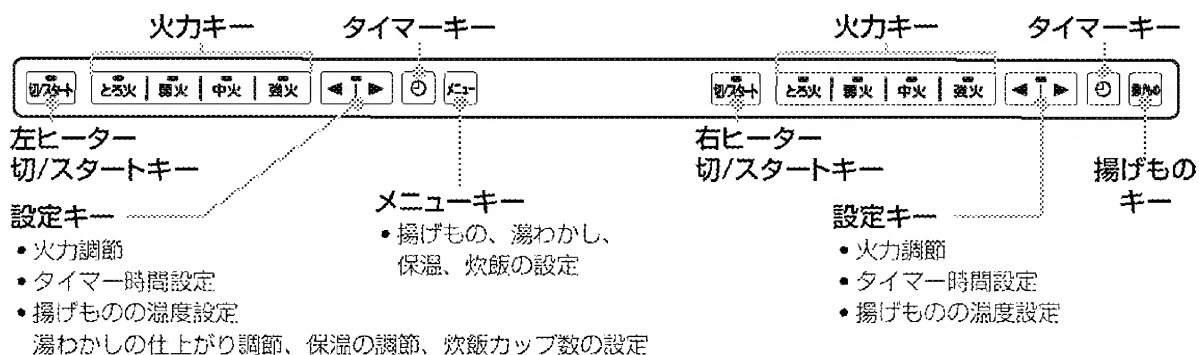 火力キー タイマーキー 火力キー タイマーキー
切/スタート とろ火 弱火 中火 強火 メニュー 切/スタート とろ火 弱火 中火 強火 揚げもの
左ヒーター
切/スタートキー
右ヒーター
切/スタートキー
揚げもの
キー
設定キー
• 火力調節
• タイマー時間設定
• 揚げものの温度設定
湯わかしの仕上がり調節、保温の調節、炊飯カップ数の設定
メニューキー
• 揚げもの、湯わかし、
保温、炊飯の設定
設定キー
• 火力調節
• タイマー時間設定
• 揚げものの温度設定